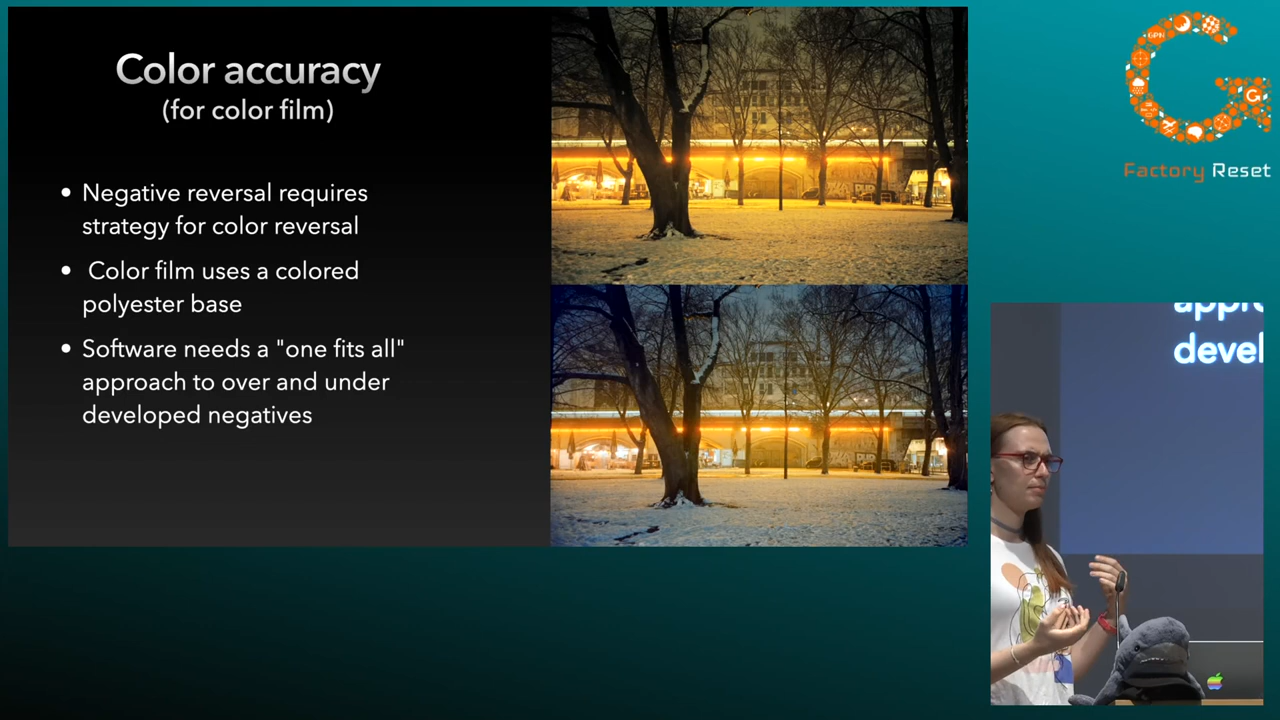 Color accuracy
(for color film)
• Negative reversal requires
strategy for color reversal
• Color film uses a colored
polyester base
• Software needs a "one fits all"
approach to over and under
developed negatives
GPN
G
Factory Reset
appr
devel